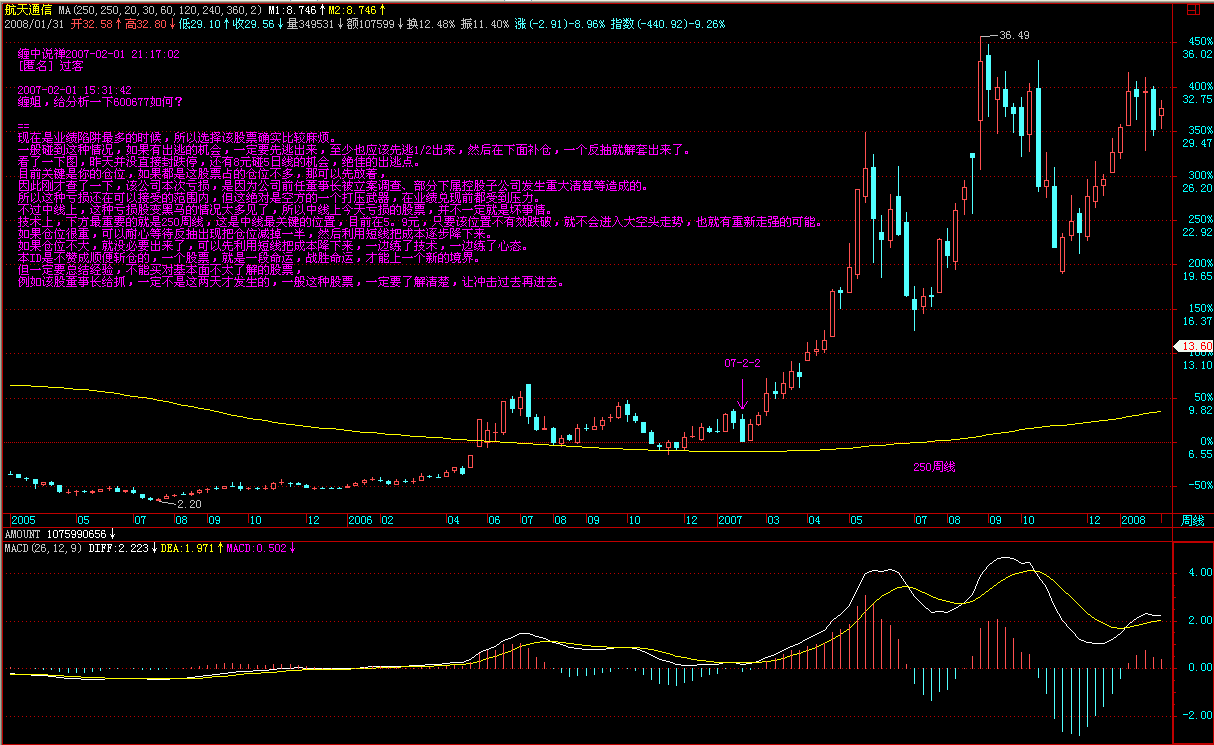 航天通信 MA(250,250,20,30,60,120,240,360,2) M1:8.746↑M2:8.746↑
2008/01/31 开32.58↑高32.80↓低29.10↑收29.56↓量349531↓额107599↓换12.48% 振11.40% 涨(-2.91)-8.96% 指数(-440.92)-9.26%
36.49
450%
36.02
缠中说禅2007-02-01 21:17:02
[匿名] 过客
2007-02-01 15:31:42
缠姐，给分析一下600677如何？
400%
32.75
==
现在是业绩陷阱最多的时候，所以选择该股票确实比较麻烦。
350%
29.47
一般碰到这种情况，如果有出逃的机会，一定要先逃出来，至少也应该先逃1/2出来，然后在下面补仓，一个反抽就解套出来了。
看了一下图，昨天并没直接封跌停，还有8元碰5日线的机会，给住的出逃点。
目前关键是你的仓位，如果都是这股票占的仓位不多，那可以先放着，
300%
26.20
因此刚才查了一下，该公司本次亏损，是因为公司前任董事长被立案调查、部分下属控股子公司发生重大清算等造成的。
所以这种亏损还在可以接受的范围内，但这绝对是空方的一个打压武器，在业绩兑现前都受到压力。
不过中线上，这种亏损股变黑马的情况太多见了，所以中线上今天亏损的股票，并不一定就是坏事情。
技术上，下方最重要的就是250周线，这是中线最关键的位置，目前在5。9元，只要该位置不有效跌破，就不会进入大空头走势，也就有重新走强的可能。
250%
22.92
如果仓位很重，可以耐心等待反抽出现把仓位减掉一半，然后利用短线把成本逐步降下来。
如果仓位不大，就没必要出来了，可以先利用短线把成本降下来，一边练了技术，一边练了心态。
本ID是不赞成顺便斩仓的，一个股票，就是一段命运，战胜命运，才能上一个新的境界。
200%
19.65
但一定要总结经验，不能买对基本面不太了解的股票，
例如该股董事长给抓，一定不是这两天才发生的，一般这种股票，一定要了解清楚，让冲击过去再进去。
150%
16.37
13.60
100%
13.10
07-2-2
50%
9.82
0%
6.55
250周线
-50%
2.20
2005 05 07 08 09 10 12 2006 02 04 06 07 08 09 10 12 2007 03 04 05 07 08 09 10 12 2008 周线
AMOUNT 1075990656↓
MACD(26,12,9) DIFF:2.223↓DEA:1.971↑MACD:0.502↓
4.00
2.00
0.00
-2.00